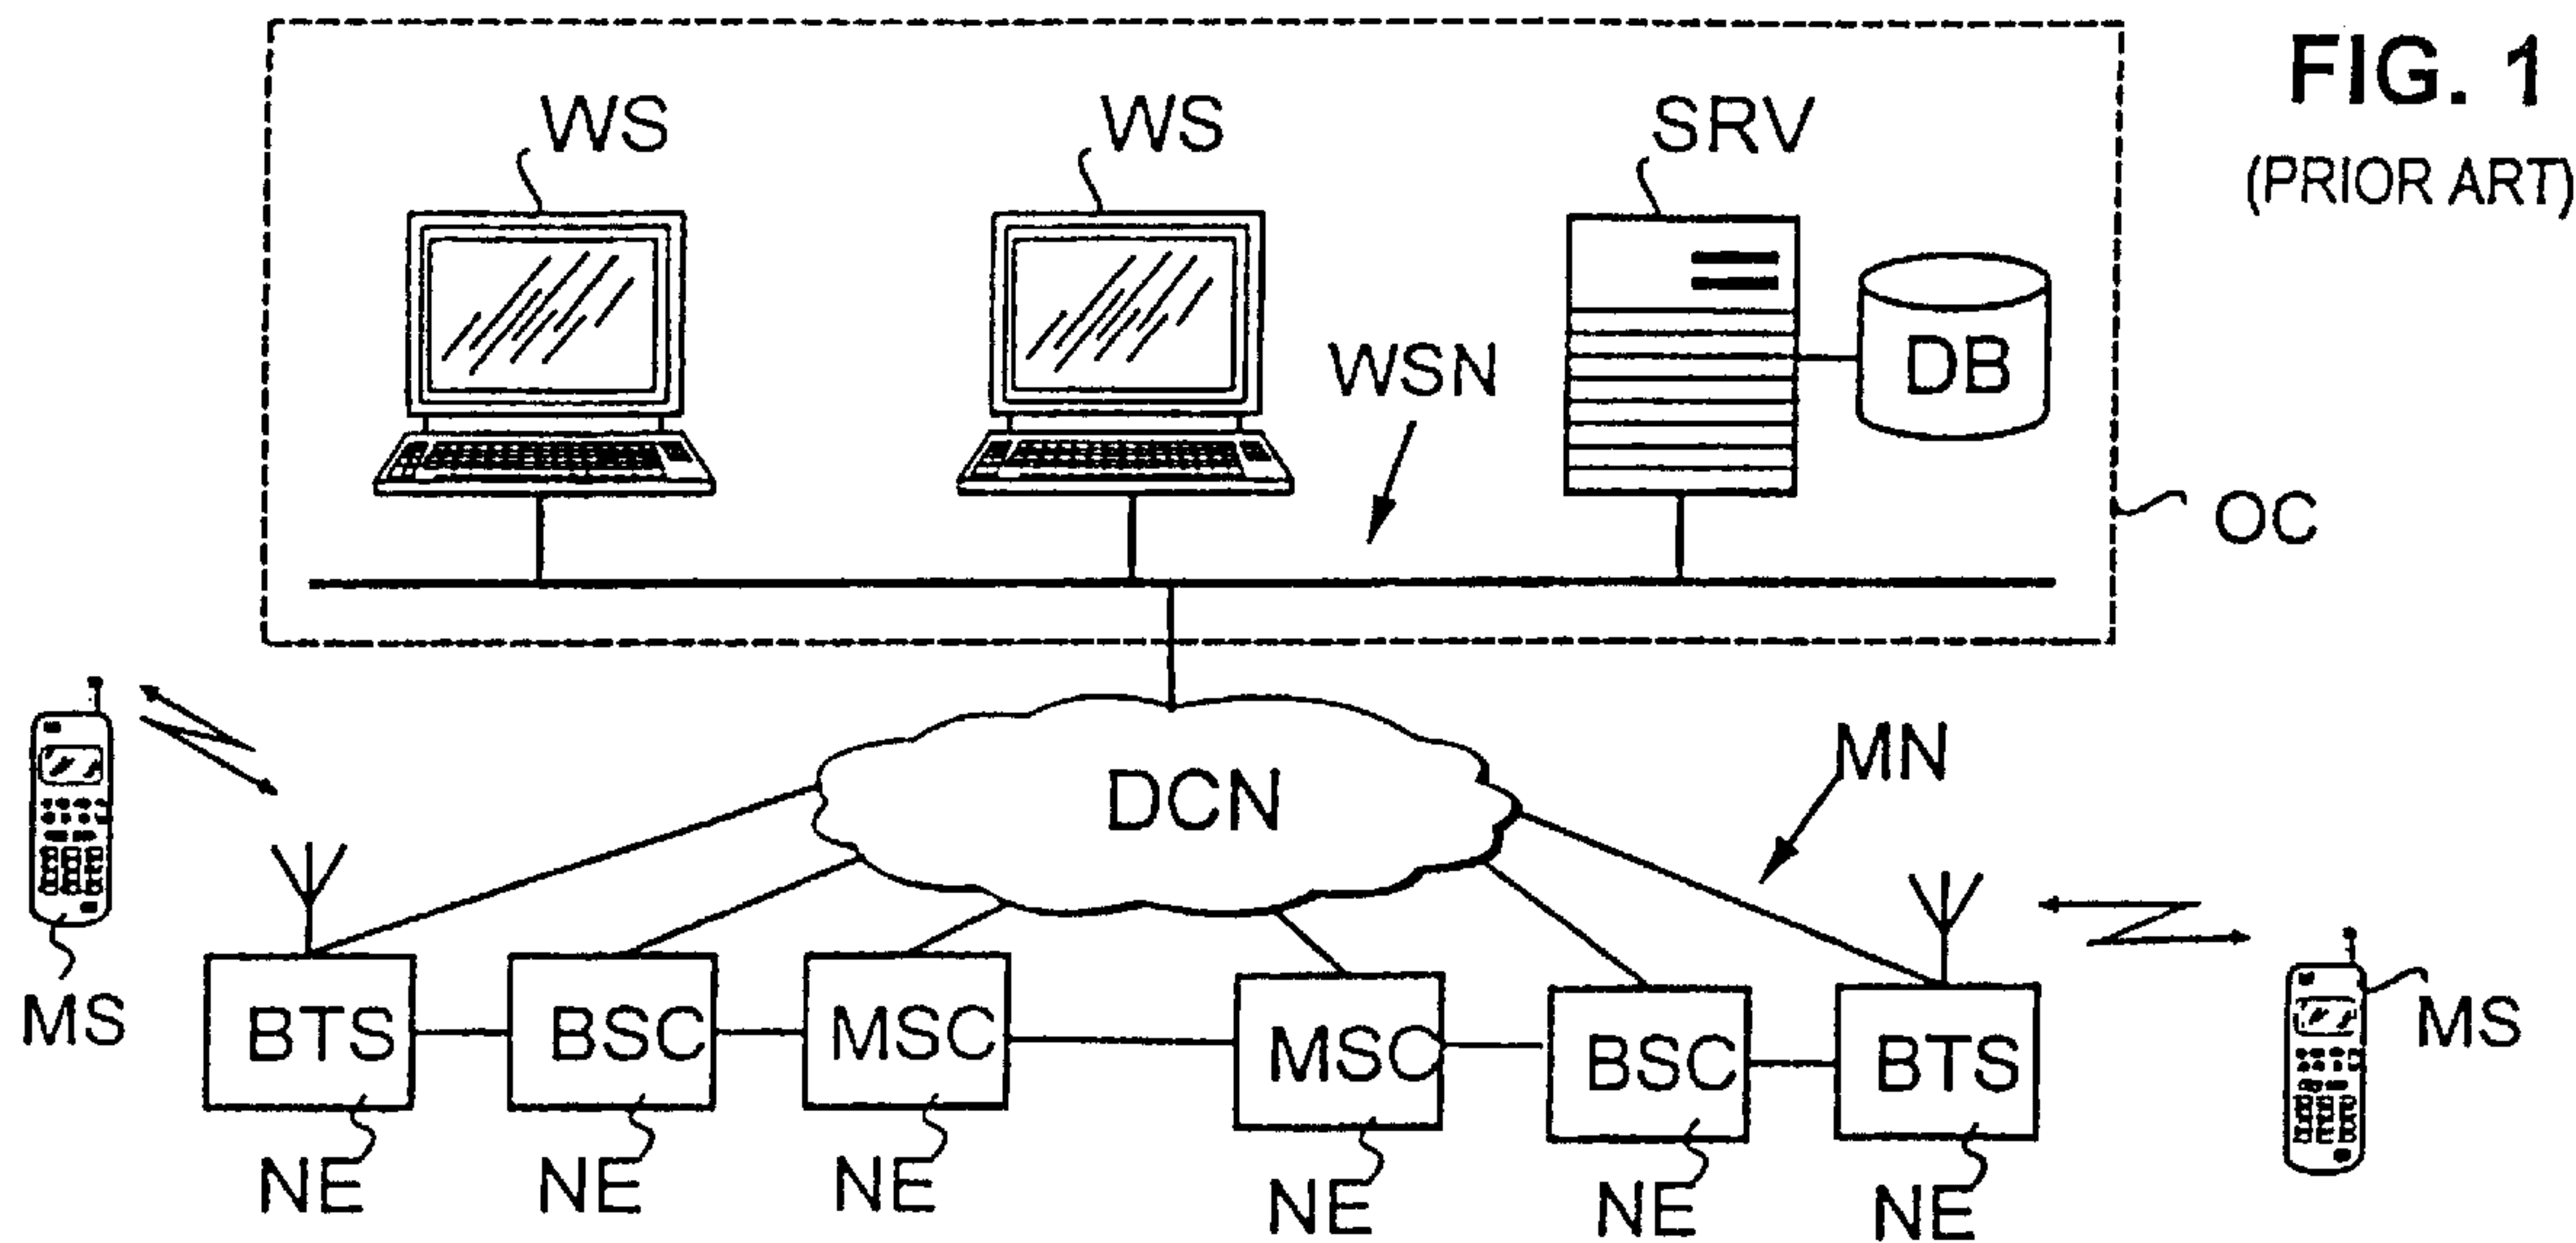 FIG. 1
(PRIOR ART)
WS
WS
SRV
WSN
DB
OC
DCN
MN
MS
BTS
BSC
MSC
MSC
BSC
BTS
MS
NE
NE
NE
NE
NE
NE